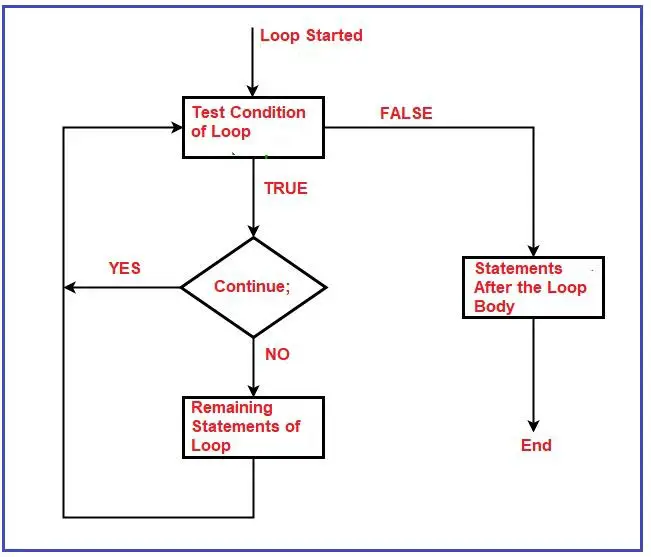 Loop Started
Test Condition
of Loop
FALSE
TRUE
YES
Continue;
Statements
After the Loop
Body
NO
Remaining
Statements of
Loop
End